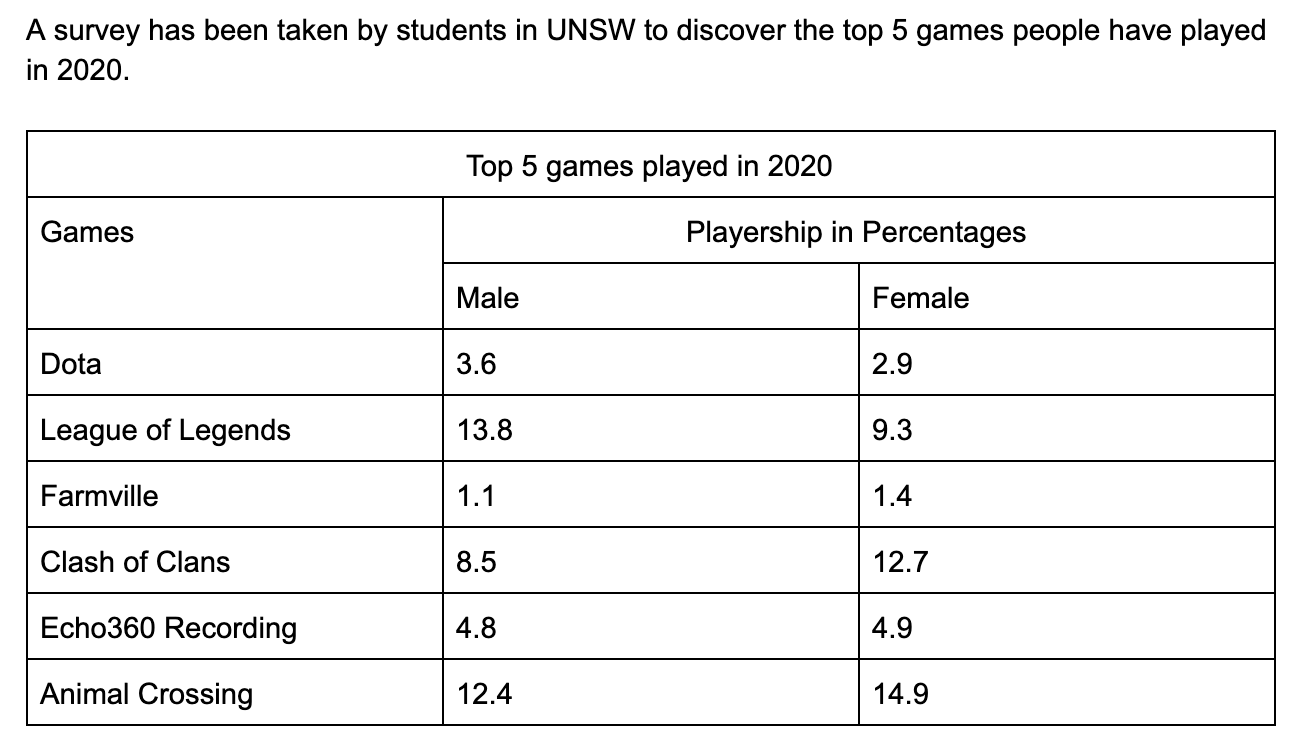 A survey has been taken by students in UNSW to discover the top 5 games people have played
in 2020.
Top 5 games played in 2020
Games
Playership in Percentages
Male
Female
Dota
3.6
2.9
League of Legends
13.8
9.3
Farmville
1.1
1.4
Clash of Clans
8.5
12.7
Echo360 Recording
4.8
4.9
Animal Crossing
12.4
14.9